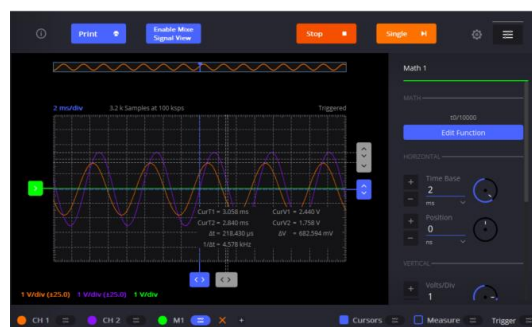 Print
Enable Mixe
Signal View
Stop
Single
Math 1
2 ms/div
3.2 k Samples at 100 ksps
Triggered
MATH
t0/10000
Edit Function
HORIZONTAL
Time Base
2
ms
Position
0
ns
VERTICAL
Volts/Div
1
CurT1 = 3,058 ms
CurV1 = 2,440 V
CurT2 = 2,840 ms
CurV2 = 1,758 V
Δt = 218,430 µs
ΔV = 682,594 mV
1/Δt = 4,578 kHz
1 V/div (±25.0) 1 V/div (±25.0) 1 V/div
CH 1
CH 2
M1
Cursors
Measure
Trigger